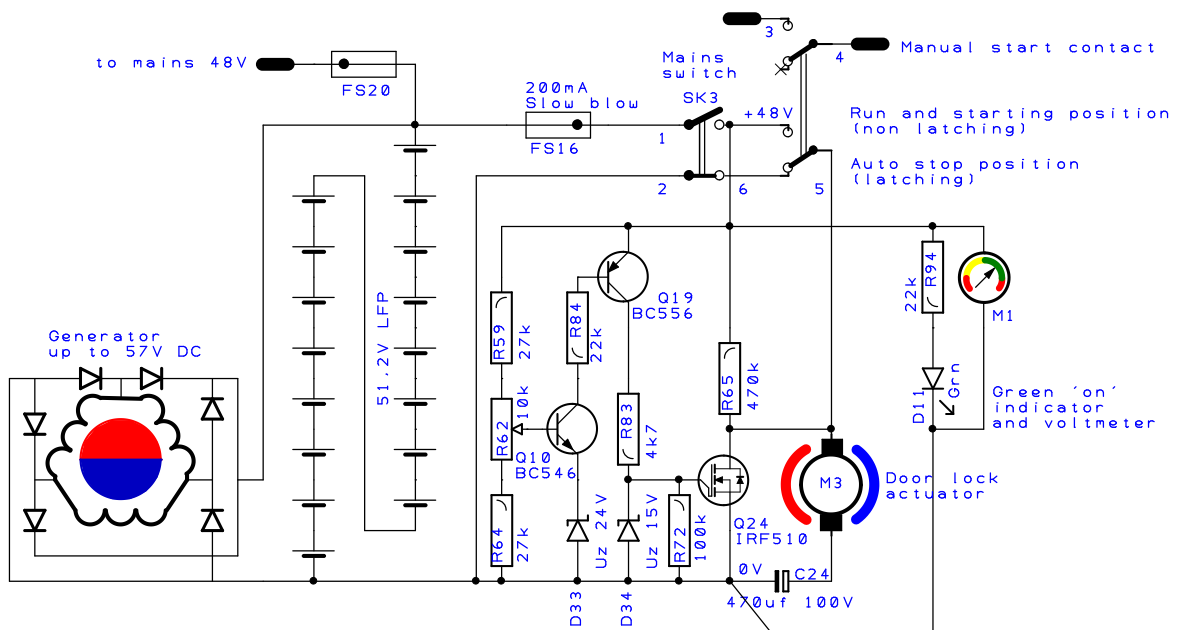 3
to mains 48V
FS20
Mains
switch
SK3
4
Manual start contact
200mA
Slow blow
FS16
1
2
+48V
6
5
Run and starting position
(non latching)
Auto stop position
(latching)
51.2V LFP
Generator
up to 57V DC
R59
27k
R62
10k
R64
27k
Q10
BC546
R84
22k
Q19
BC556
R83
4k7
Uz 24V
D33
Uz 15V
D34
R72
100k
R65
470k
Q24
IRF510
M3
Door lock
actuator
0V
C24
470uf 100V
R94
22k
D11
Grn
M1
Green 'on'
indicator
and voltmeter